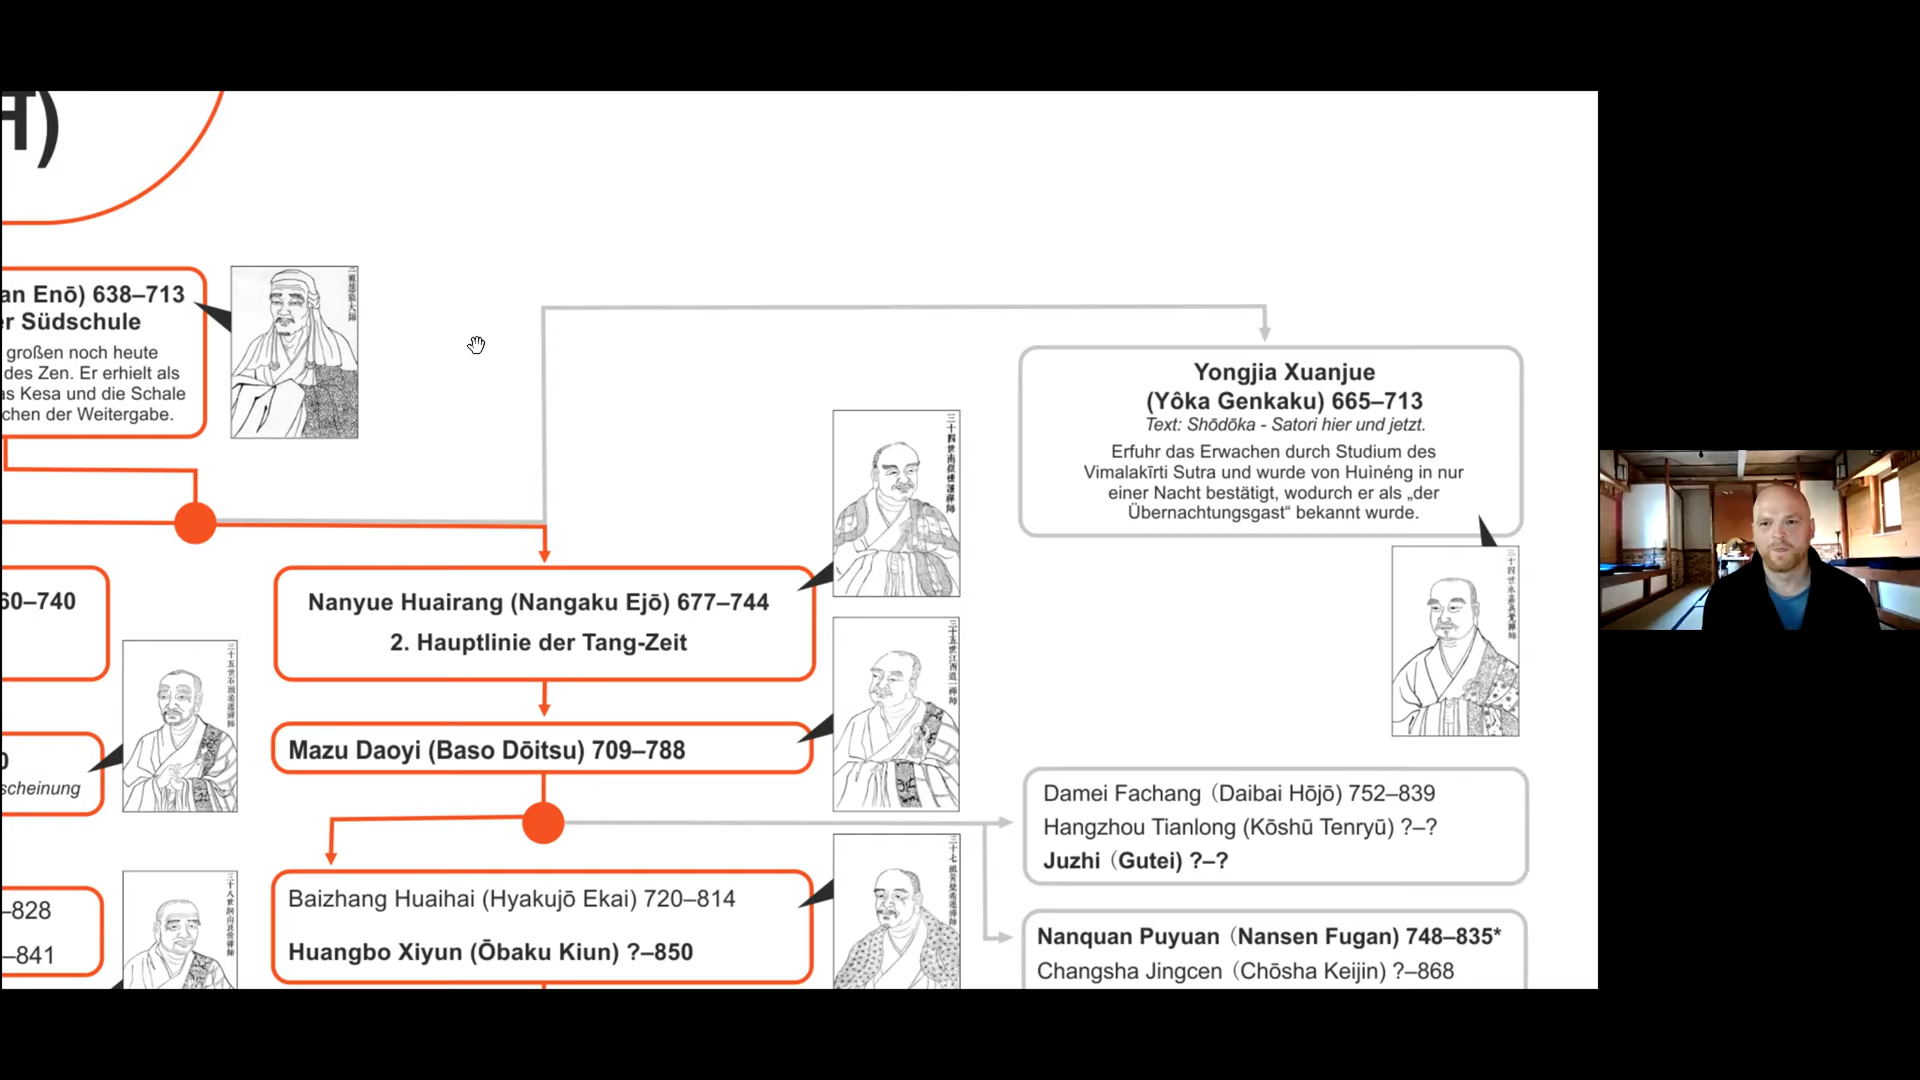 )
an Enō) 638–713
er Südschule
großen noch heute
des Zen. Er erhielt als
as Kesa und die Schale
chen der Weitergabe.
Yongjia Xuanjue
(Yôka Genkaku) 665–713
Text: Shōdōka - Satori hier und jetzt.
Erfuhr das Erwachen durch Studium des
Vimalakīrti Sutra und wurde von Huìnéng in nur
einer Nacht bestätigt, wodurch er als „der
Übernachtungsgast“ bekannt wurde.
60–740
Nanyue Huairang (Nangaku Ejō) 677–744
2. Hauptlinie der Tang-Zeit
0
scheinung
Mazu Daoyi (Baso Dōitsu) 709–788
Damei Fachang (Daibai Hōjō) 752–839
Hangzhou Tianlong (Kōshū Tenryū) ?–?
Juzhi (Gutei) ?–?
–828
–841
Baizhang Huaihai (Hyakujō Ekai) 720–814
Huangbo Xiyun (Ōbaku Kiun) ?–850
Nanquan Puyuan (Nansen Fugan) 748–835*
Changsha Jingcen (Chōsha Keijin) ?–868